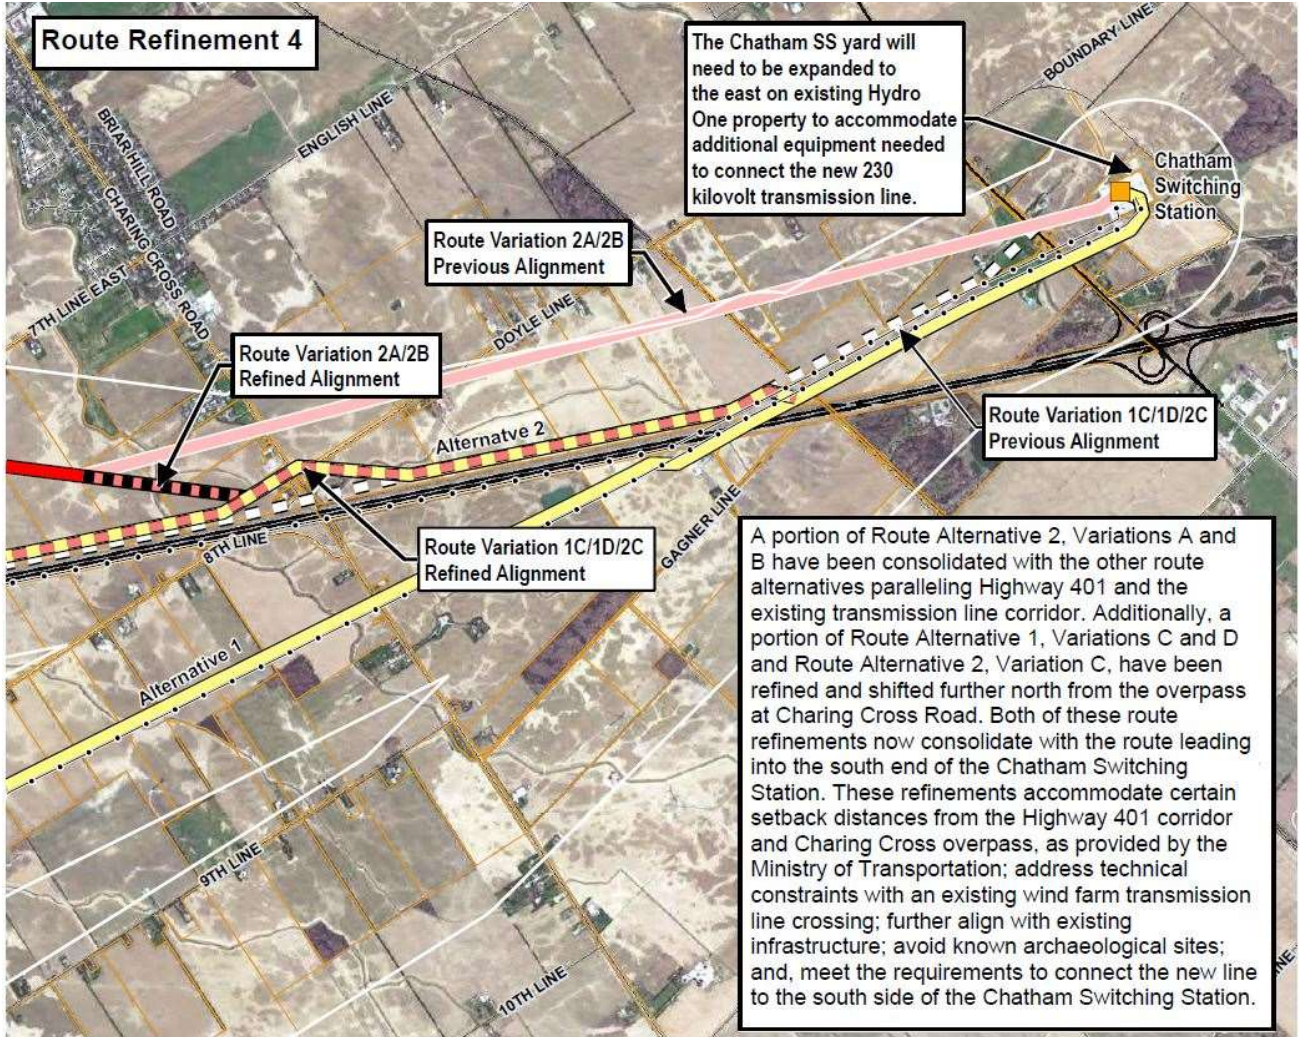 Route Refinement 4
The Chatham SS yard will
need to be expanded to
the east on existing Hydro
One property to accommodate
additional equipment needed
to connect the new 230
kilovolt transmission line.
BOUNDARY LINE
BRIAR HILL ROAD
ENGLISH LINE
CHARING CROSS ROAD
Chatham
Switching
Station
Route Variation 2A/2B
Previous Alignment
7TH LINE EAST
DOYLE LINE
Route Variation 2A/2B
Refined Alignment
Route Variation 1C/1D/2C
Previous Alignment
Alternatve 2
8TH LINE
Route Variation 1C/1D/2C
Refined Alignment
GAGNER LINE
Alternative 1
9TH LINE
10TH LINE
A portion of Route Alternative 2, Variations A and
B have been consolidated with the other route
alternatives paralleling Highway 401 and the
existing transmission line corridor. Additionally, a
portion of Route Alternative 1, Variations C and D
and Route Alternative 2, Variation C, have been
refined and shifted further north from the overpass
at Charing Cross Road. Both of these route
refinements now consolidate with the route leading
into the south end of the Chatham Switching
Station. These refinements accommodate certain
setback distances from the Highway 401 corridor
and Charing Cross overpass, as provided by the
Ministry of Transportation; address technical
constraints with an existing wind farm transmission
line crossing; further align with existing
infrastructure; avoid known archaeological sites;
and, meet the requirements to connect the new line
to the south side of the Chatham Switching Station.